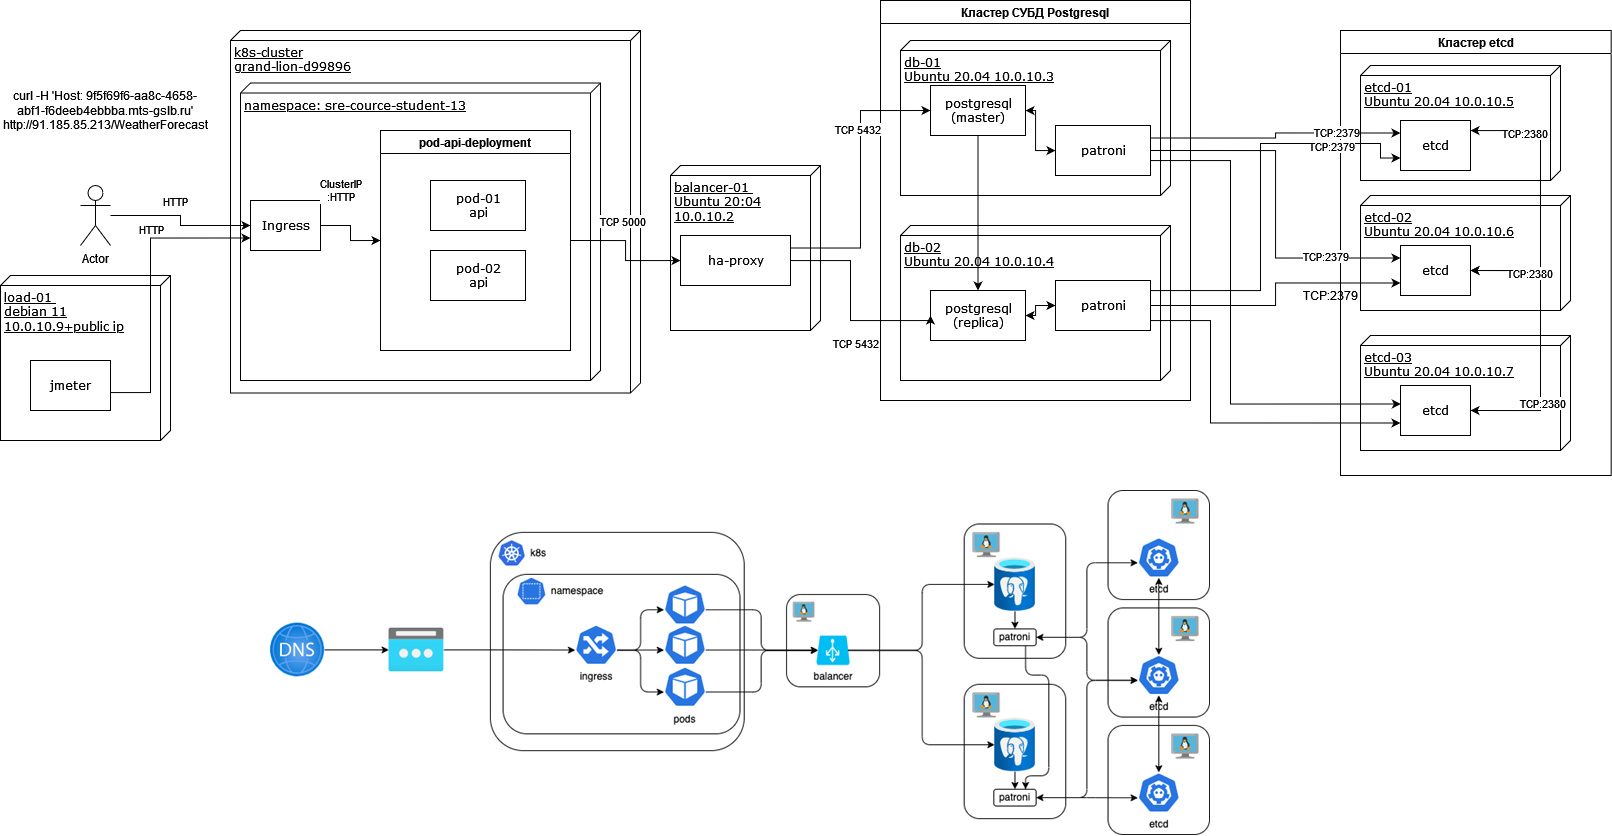 curl -H 'Host: 9f5f69f6-aa8c-4658-
abf1-f6deeb4ebbba.mts-gslb.ru'
http://91.185.85.213/WeatherForecast
HTTP
HTTP
Actor
load-01
debian 11
10.0.10.9+public ip
jmeter
k8s-cluster
grand-lion-d99896
namespace: sre-cource-student-13
Ingress
ClusterIP
:HTTP
pod-api-deployment
pod-01
api
pod-02
api
TCP 5000
balancer-01
Ubuntu 20:04
10.0.10.2
ha-proxy
TCP 5432
TCP 5432
Кластер СУБД Postgresql
db-01
Ubuntu 20.04 10.0.10.3
postgresql
(master)
patroni
db-02
Ubuntu 20.04 10.0.10.4
postgresql
(replica)
patroni
TCP:2379
TCP:2379
TCP:2379
TCP:2379
Кластер etcd
etcd-01
Ubuntu 20.04 10.0.10.5
etcd
TCP:2380
etcd-02
Ubuntu 20.04 10.0.10.6
etcd
TCP:2380
etcd-03
Ubuntu 20.04 10.0.10.7
etcd
TCP:2380
DNS
k8s
namespace
ingress
pods
balancer
patroni
patroni
etcd
etcd
etcd